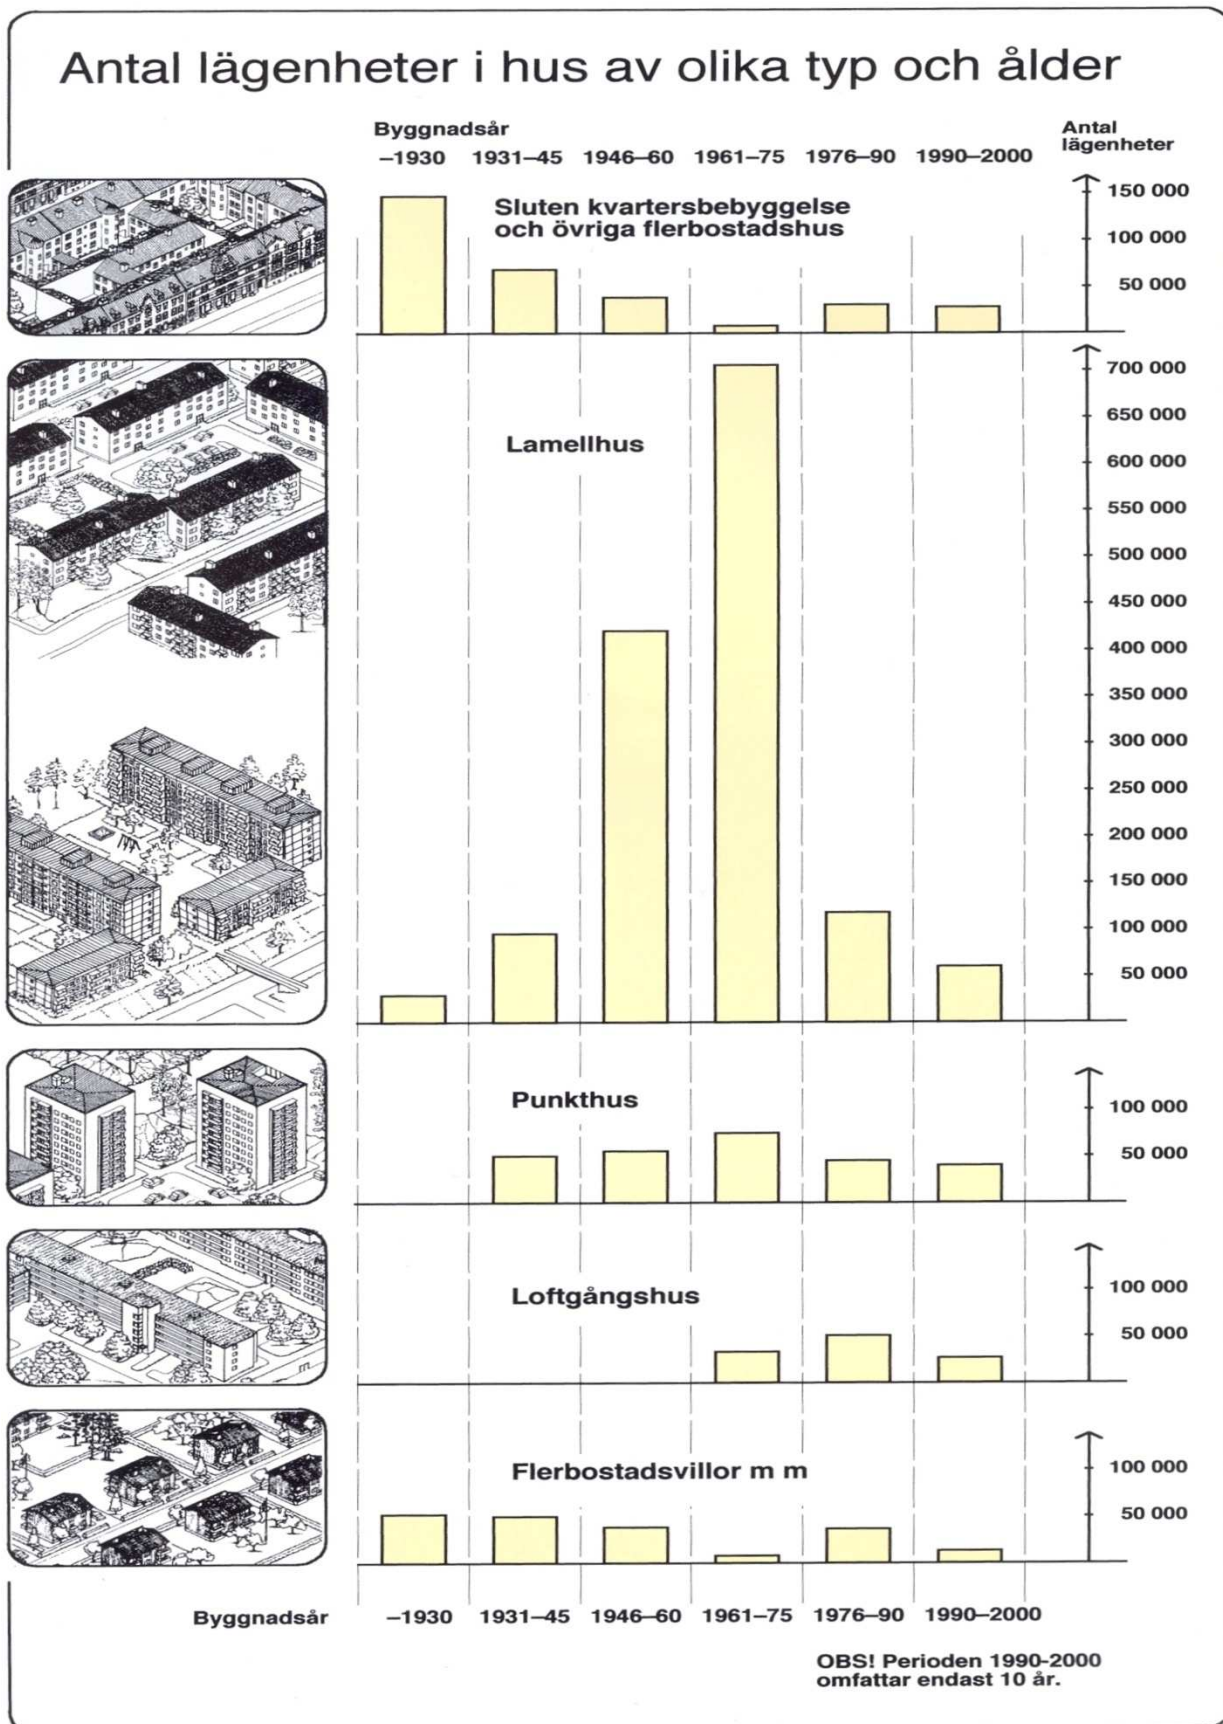 Antal lägenheter i hus av olika typ och ålder
Byggnadsår
–1930 1931–45 1946–60 1961–75 1976–90 1990–2000
Antal
lägenheter
Sluten kvartersbebyggelse
och övriga flerbostadshus
150 000
100 000
50 000
Lamellhus
700 000
650 000
600 000
550 000
500 000
450 000
400 000
350 000
300 000
250 000
200 000
150 000
100 000
50 000
Punkthus
100 000
50 000
Loftgångshus
100 000
50 000
Flerbostadsvillor m m
100 000
50 000
Byggnadsår –1930 1931–45 1946–60 1961–75 1976–90 1990–2000
OBS! Perioden 1990-2000
omfattar endast 10 år.